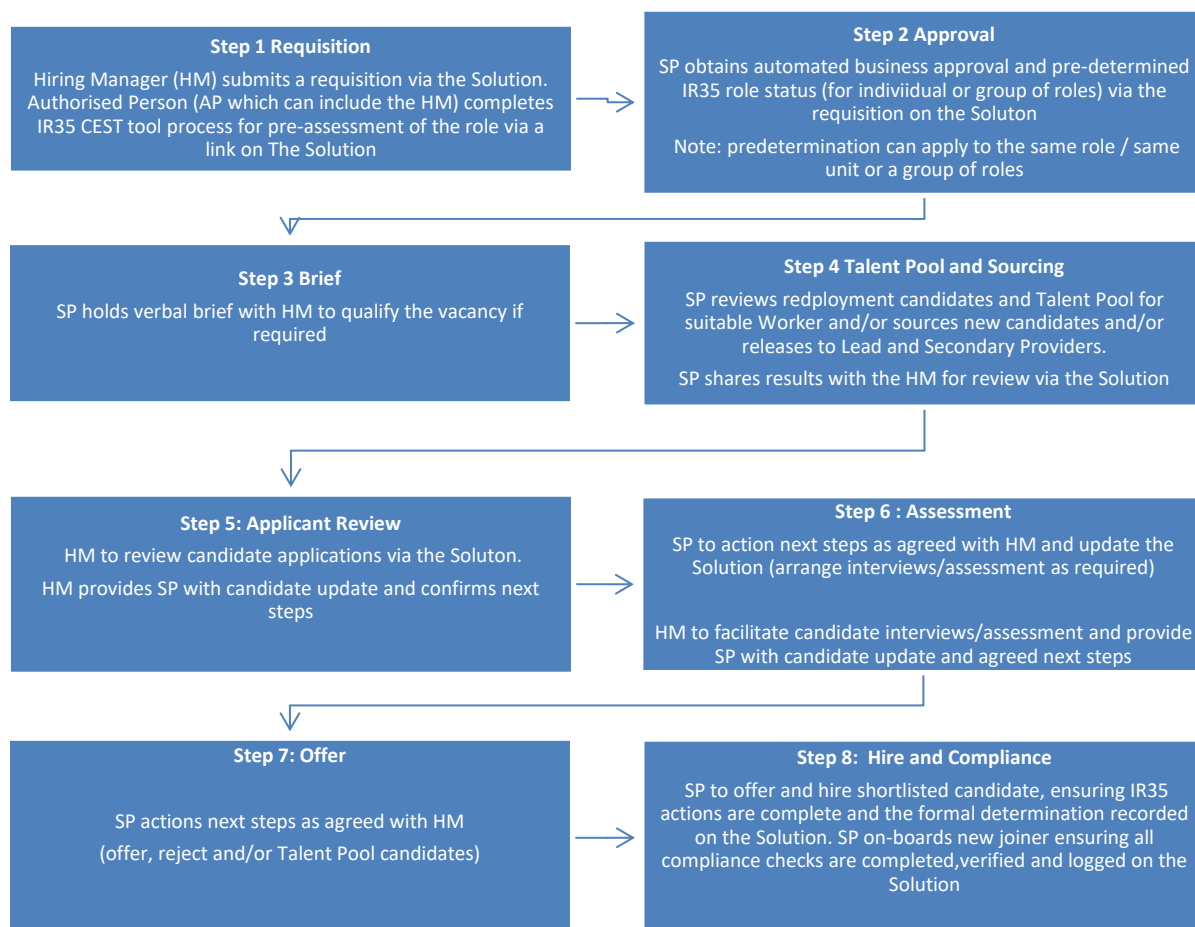 Step 1 Requisition
Hiring Manager (HM) submits a requisition via the Solution.
Authorised Person (AP which can include the HM) completes
IR35 CEST tool process for pre-assessment of the role via a
link on The Solution
Step 2 Approval
SP obtains automated business approval and pre-determined
IR35 role status (for indiviidual or group of roles) via the
requisition on the Soluton
Note: predetermination can apply to the same role / same
unit or a group of roles
Step 3 Brief
SP holds verbal brief with HM to qualify the vacancy if
required
Step 4 Talent Pool and Sourcing
SP reviews redployment candidates and Talent Pool for
suitable Worker and/or sources new candidates and/or
releases to Lead and Secondary Providers.
SP shares results with the HM for review via the Solution
Step 5: Applicant Review
HM to review candidate applications via the Soluton.
HM provides SP with candidate update and confirms next
steps
Step 6 : Assessment
SP to action next steps as agreed with HM and update the
Solution (arrange interviews/assessment as required)
HM to facilitate candidate interviews/assessment and provide
SP with candidate update and agreed next steps
Step 7: Offer
SP actions next steps as agreed with HM
(offer, reject and/or Talent Pool candidates)
Step 8:  Hire and Compliance
SP to offer and hire shortlisted candidate, ensuring IR35
actions are complete and the formal determination recorded
on the Solution. SP on-boards new joiner ensuring all
compliance checks are completed,verified and logged on the
Solution